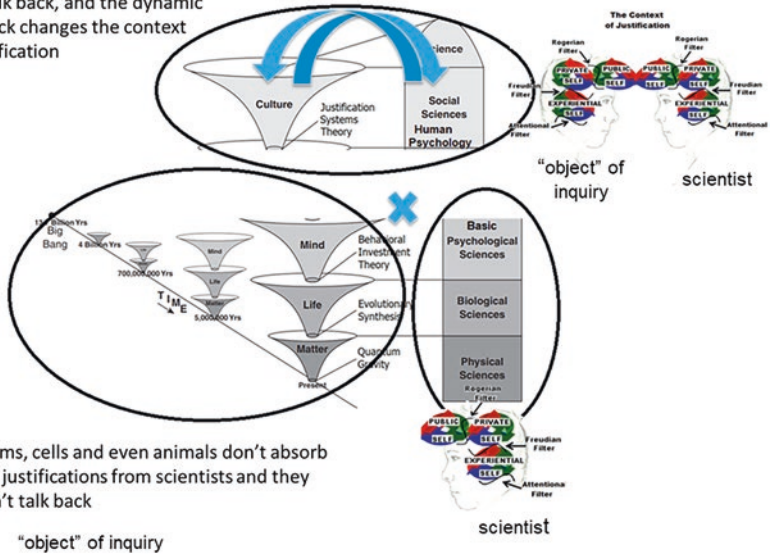 lk back, and the dynamic
ck changes the context
fication
Culture
Justification
Systems
Theory
cience
Social
Sciences
Human
Psychology
The Context
of Justification
Rogerian
Filter
Rogerian
Filter
PRIVATE
SELF
PUBLIC
SELF
PUBLIC
SELF
PRIVATE
SELF
Freudian
Filter
Freudian
Filter
EXPERIENTIAL
SELF
EXPERIENTIAL
SELF
Attentional
Filter
Attentional
Filter
"object" of
inquiry
scientist
Billion Yrs
Big
Bang
4 Billion Yrs
700,000,000 Yrs
TIME
Mind
Life
Matter
5,000,000 Yrs
Mind
Behavioral
Investment
Theory
Life
Evolutionary
Synthesis
Matter
Quantum
Gravity
Present
Basic
Psychological
Sciences
Biological
Sciences
Physical
Sciences
Rogerian
Filter
PUBLIC
SELF
PRIVATE
SELF
Freudian
Filter
EXPERIENTIAL
SELF
Attentiona
Filter
scientist
ms, cells and even animals don't absorb
justifications from scientists and they
't talk back
"object" of inquiry